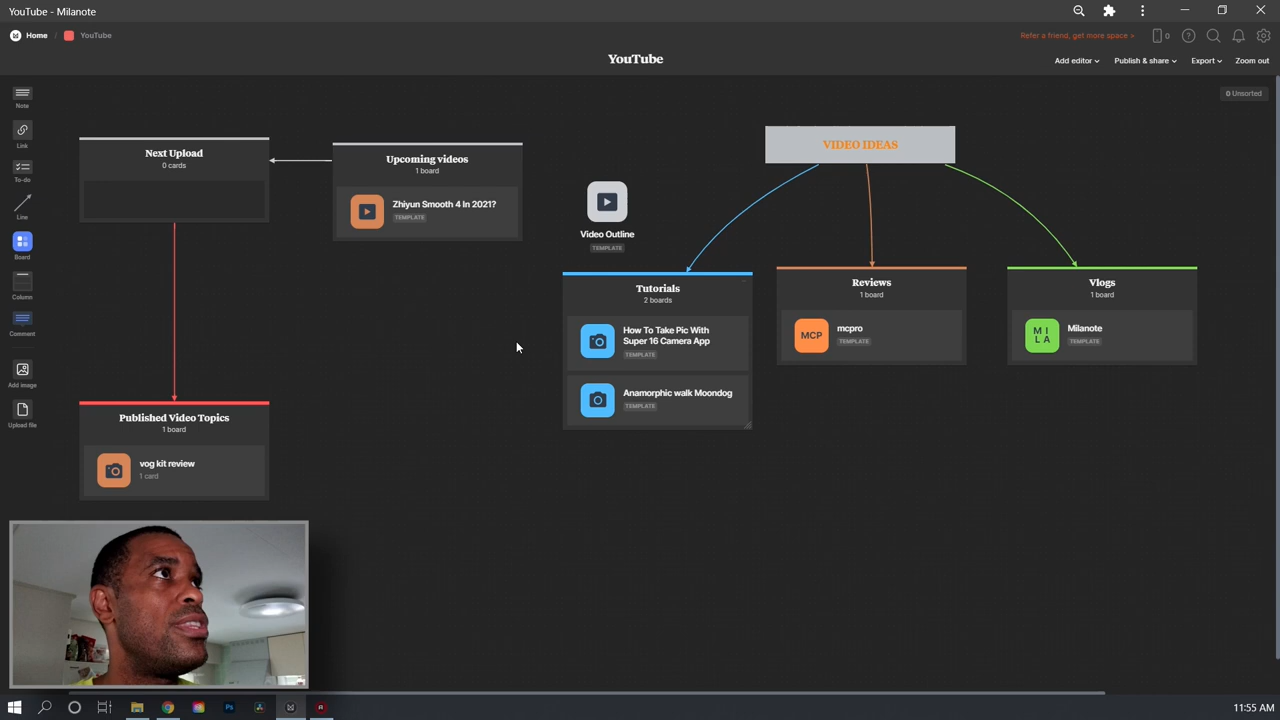 YouTube - Milanote
Home / YouTube
Refer a friend, get more space >
0
YouTube
Add editor
Publish & share
Export
Zoom out
0 Unsorted
Note
Link
To-do
Line
Board
Column
Comment
Add image
Upload file
Next Upload
0 cards
Upcoming videos
1 board
Zhiyun Smooth 4 In 2021?
TEMPLATE
Published Video Topics
1 board
vog kit review
1 card
VIDEO IDEAS
Video Outline
TEMPLATE
Tutorials
2 boards
How To Take Pic With
Super 16 Camera App
TEMPLATE
Anamorphic walk Moondog
TEMPLATE
Reviews
1 board
MCP
mcpro
TEMPLATE
Vlogs
1 board
MI
LA
Milanote
TEMPLATE
Ps
11:55 AM